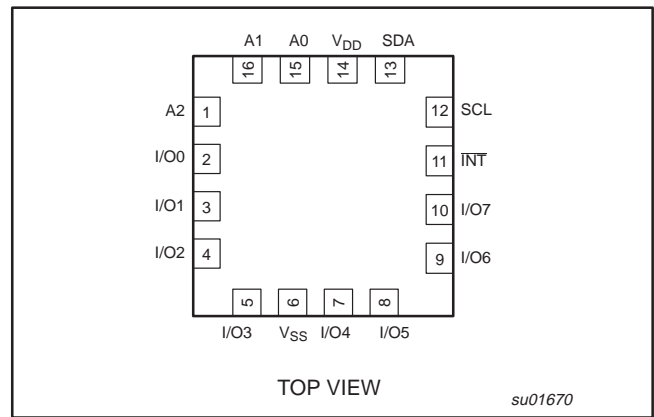 A1 A0 VDD SDA
16 15 14 13
A2 1 12 SCL
I/O0 2 11 I̅N̅T̅
I/O1 3 10 I/O7
I/O2 4 9 I/O6
5 6 7 8
I/O3 VSS I/O4 I/O5
TOP VIEW
su01670